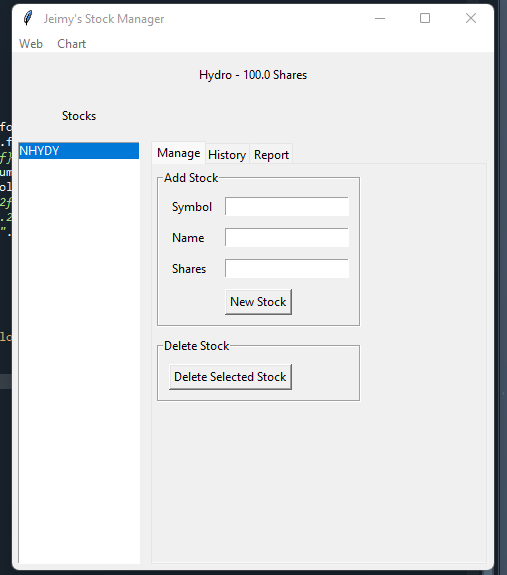 Jeimy's Stock Manager
Web Chart
Hydro - 100.0 Shares
Stocks
NHYDY
Manage History Report
Add Stock
Symbol
Name
Shares
New Stock
Delete Stock
Delete Selected Stock